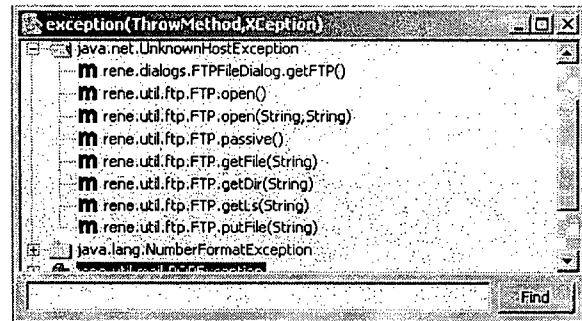 exception(ThrowMethod,XCeption)
java.net.UnknownHostException
m rene.dialogs.FTPFileDialog.getFTP()
m rene.util.ftp.FTP.open()
m rene.util.ftp.FTP.open(String,String)
m rene.util.ftp.FTP.passive()
m rene.util.ftp.FTP.getFile(String)
m rene.util.ftp.FTP.getDir(String)
m rene.util.ftp.FTP.getLs(String)
m rene.util.ftp.FTP.putFile(String)
java.lang.NumberFormatException
Find